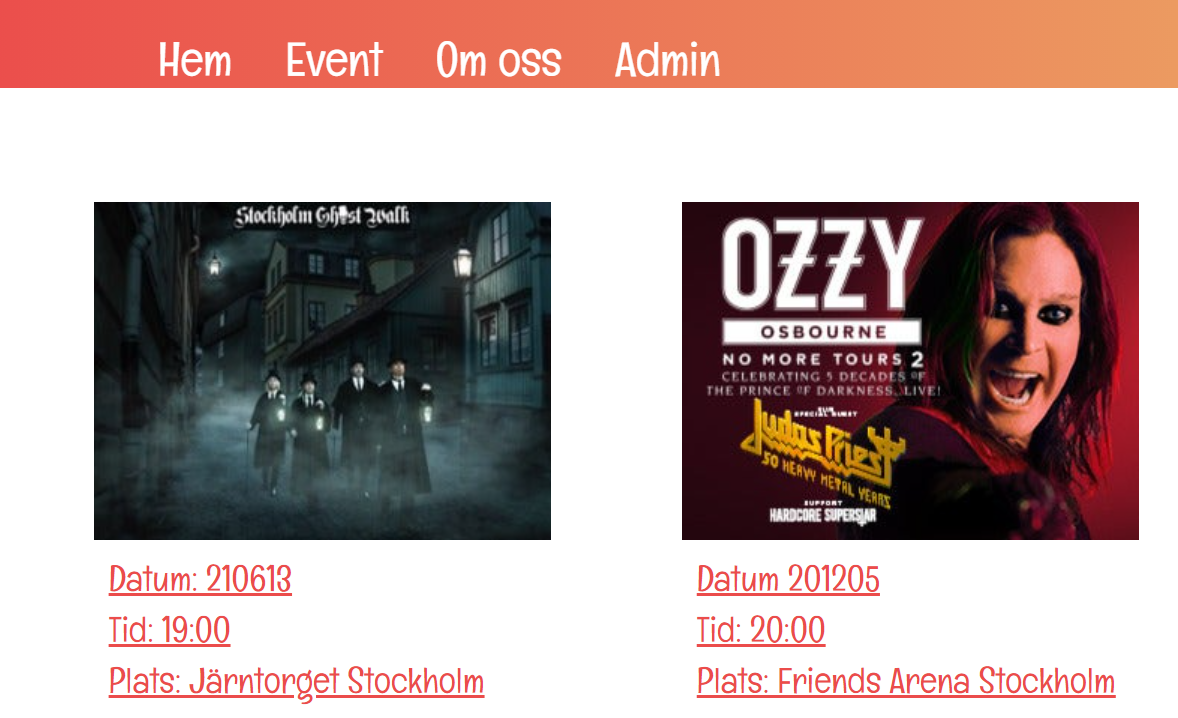 Hem Event Om oss Admin
Stockholm Ghost Walk
Datum: 210613
Tid: 19:00
Plats: Järntorget Stockholm
OZZY
OSBOURNE
NO MORE TOURS 2
CELEBRATING 5 DECADES OF
THE PRINCE OF DARKNESS...LIVE!
SPECIAL GUEST
Judas Priest
50 HEAVY METAL YEARS
SUPPORT
HARDCORE SUPERSTAR
Datum 201205
Tid: 20:00
Plats: Friends Arena Stockholm